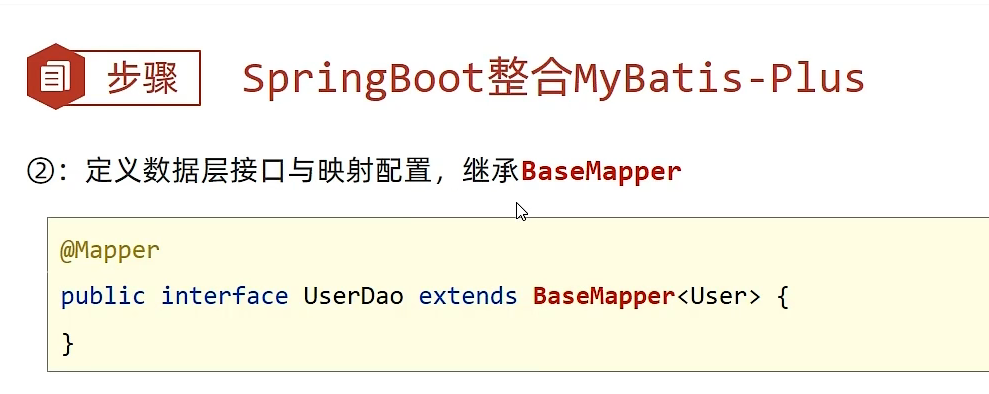 步骤
SpringBoot整合MyBatis-Plus
②：定义数据层接口与映射配置，继承BaseMapper
@Mapper
public interface UserDao extends BaseMapper<User> {
}